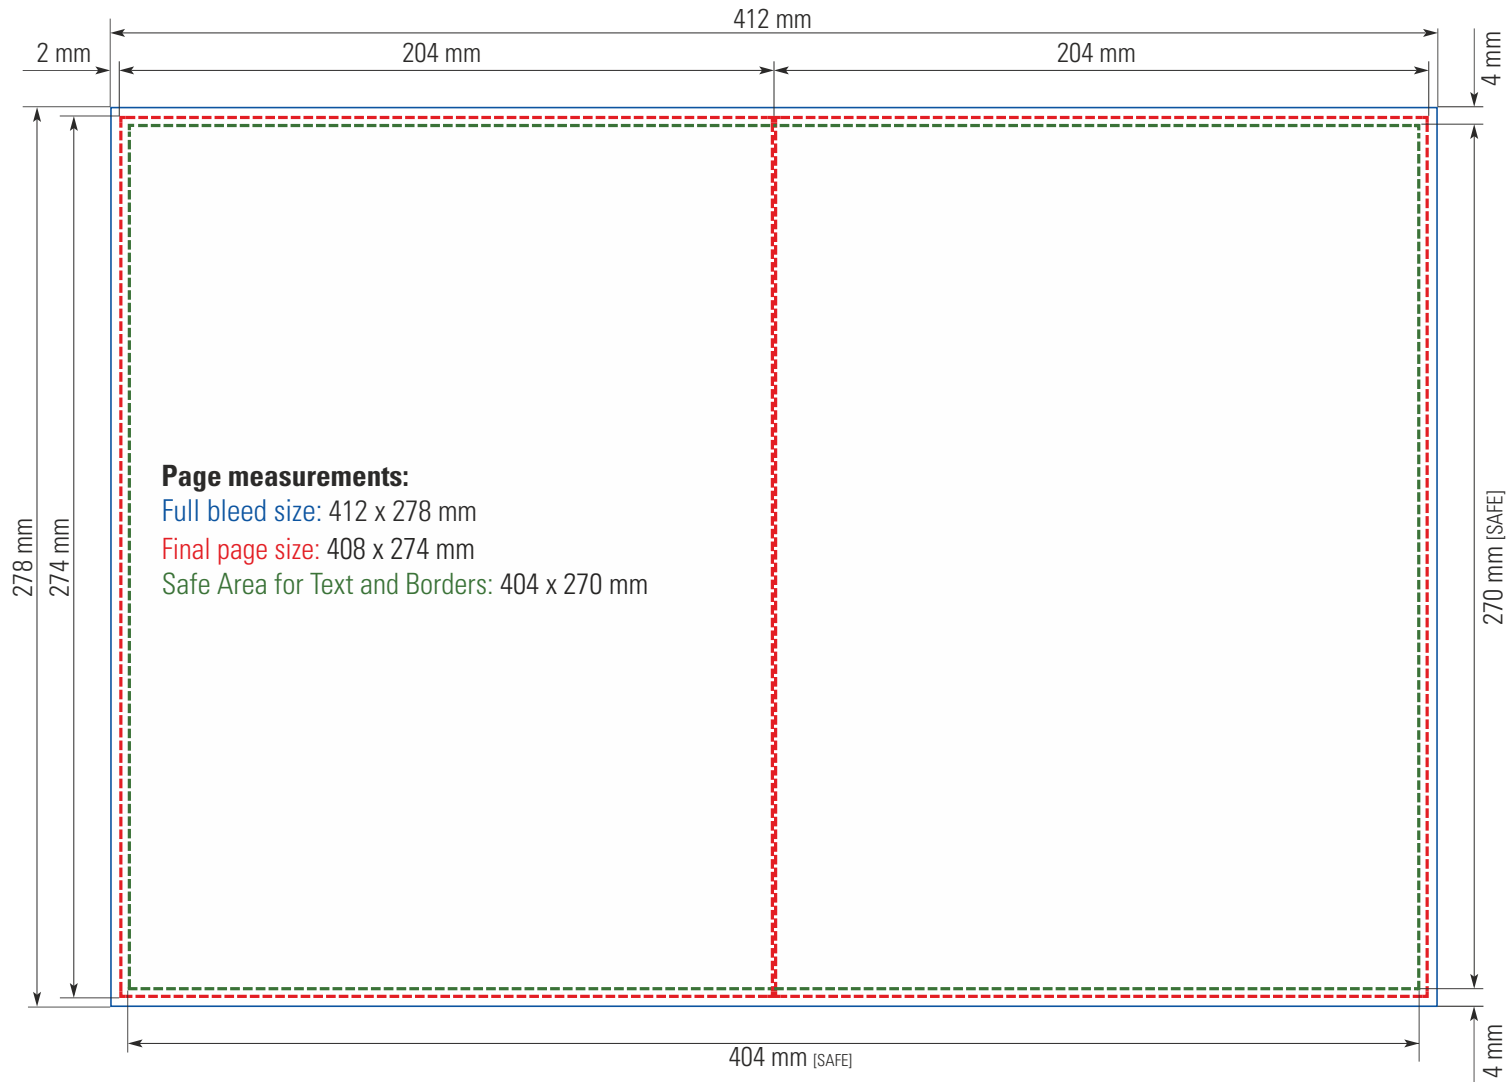 412 mm
2 mm
204 mm
204 mm
4 mm
278 mm
274 mm
Page measurements:
Full bleed size: 412 x 278 mm
Final page size: 408 x 274 mm
Safe Area for Text and Borders: 404 x 270 mm
270 mm [SAFE]
404 mm [SAFE]
4 mm